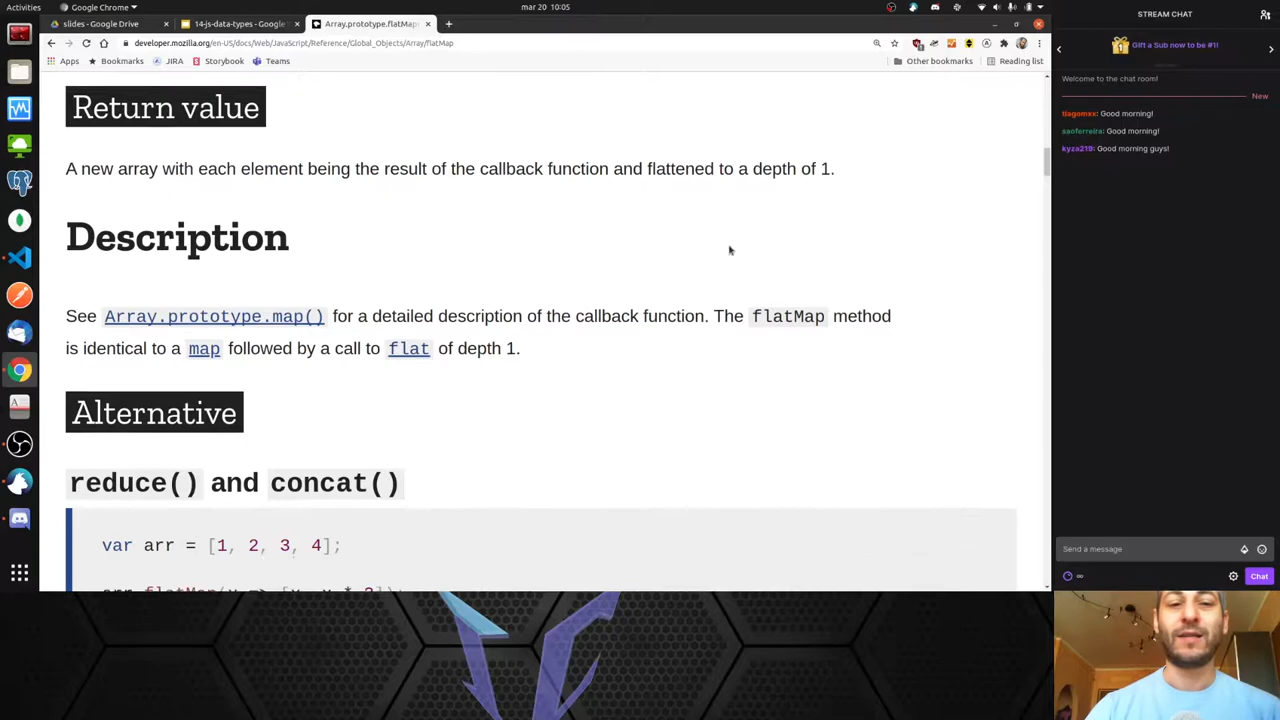 Activities
Google Chrome
mar 20 10:05
slides - Google Drive
14-js-data-types - Google
Array.prototype.flatMap
developer.mozilla.org/en-US/docs/Web/JavaScript/Reference/Global_Objects/Array/flatMap
Apps
Bookmarks
JIRA
Storybook
Teams
Other bookmarks
Reading list
Return value
A new array with each element being the result of the callback function and flattened to a depth of 1.
Description
See Array.prototype.map() for a detailed description of the callback function. The flatMap method
is identical to a map followed by a call to flat of depth 1.
Alternative
reduce() and concat()
var arr = [1, 2, 3, 4];
STREAM CHAT
Gift a Sub now to be #1!
Welcome to the chat room!
New
tiagomxx: Good morning!
saoferreira: Good morning!
kyza219: Good morning guys!
Send a message
Chat